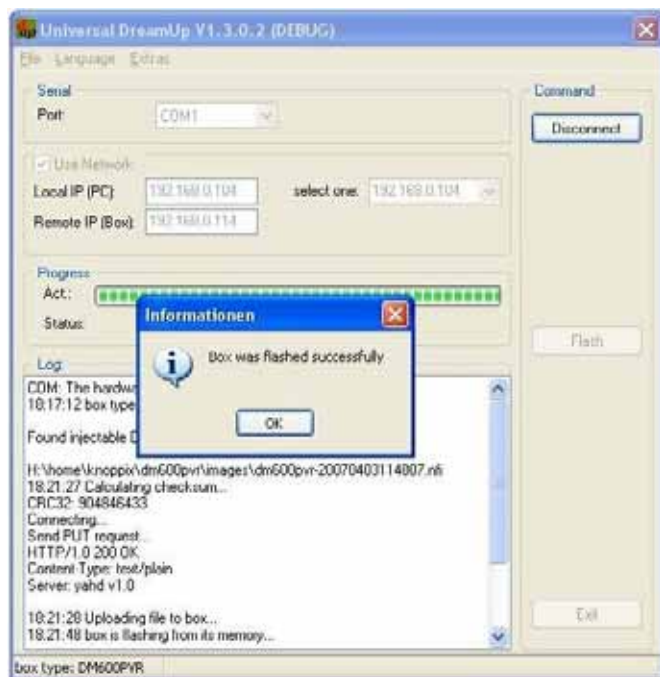 Universal DreamUp V1.3.0.2 (DEBUG)
File Language Extras
Serial
Port: COM1
Use Network
Local IP (PC): 192.168.0.104 select one: 192.168.0.104
Remote IP (Box): 192.168.0.114
Command
Disconnect
Progress
Act.:
Status:
Informationen
Box was flashed successfully
OK
Flash
Log
COM: The hardwa
18:17:12 box type
Found injectable D
H:\home\knoppix\dm600pvr\images\dm600pvr-20070403114807.nfi
18:21:27 Calculating checksum...
CRC32: 904846433
Connecting...
Send PUT request...
HTTP/1.0 200 OK
Content-Type: text/plain
Server: yahd v1.0
18:21:28 Uploading file to box...
18:21:48 box is flashing from its memory...
Exit
box type: DM600PVR